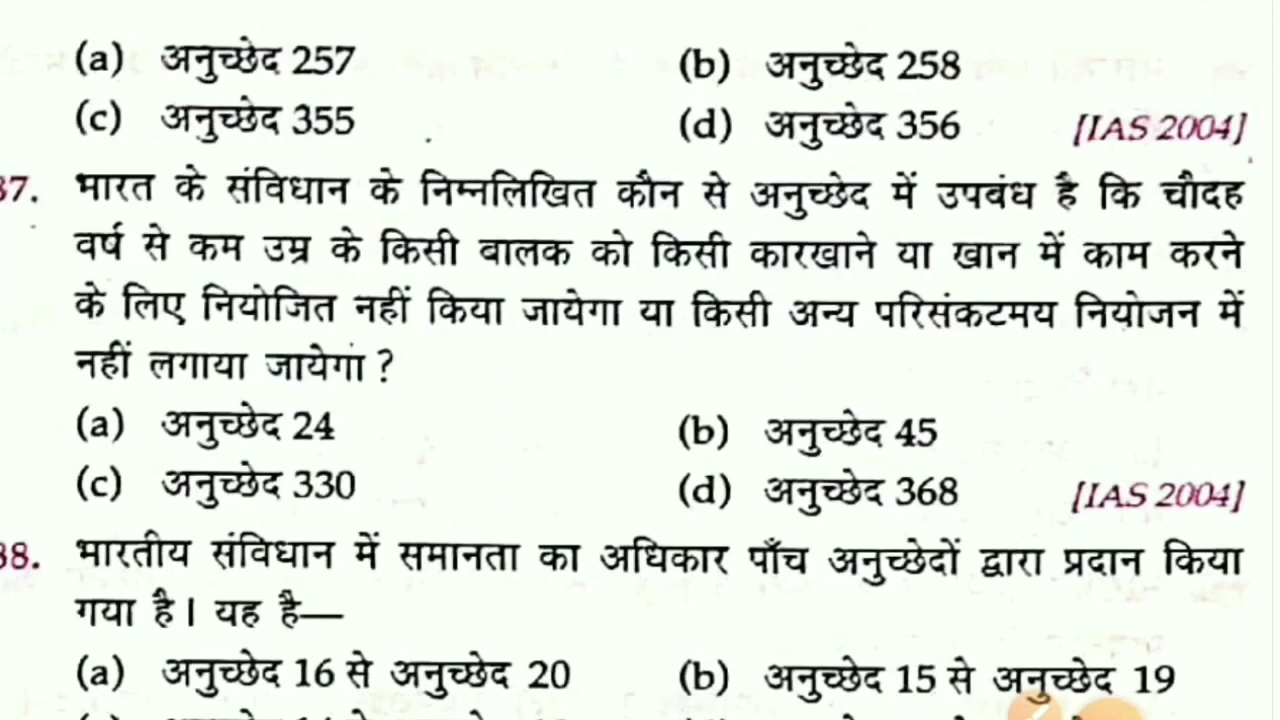 (a) अनुच्छेद 257 (b) अनुच्छेद 258
(c) अनुच्छेद 355 (d) अनुच्छेद 356 [IAS 2004]
37. भारत के संविधान के निम्नलिखित कौन से अनुच्छेद में उपबंध है कि चौदह
वर्ष से कम उम्र के किसी बालक को किसी कारखाने या खान में काम करने
के लिए नियोजित नहीं किया जायेगा या किसी अन्य परिसंकटमय नियोजन में
नहीं लगाया जायेगा ?
(a) अनुच्छेद 24 (b) अनुच्छेद 45
(c) अनुच्छेद 330 (d) अनुच्छेद 368 [IAS 2004]
38. भारतीय संविधान में समानता का अधिकार पाँच अनुच्छेदों द्वारा प्रदान किया
गया है। यह है—
(a) अनुच्छेद 16 से अनुच्छेद 20 (b) अनुच्छेद 15 से अनुच्छेद 19